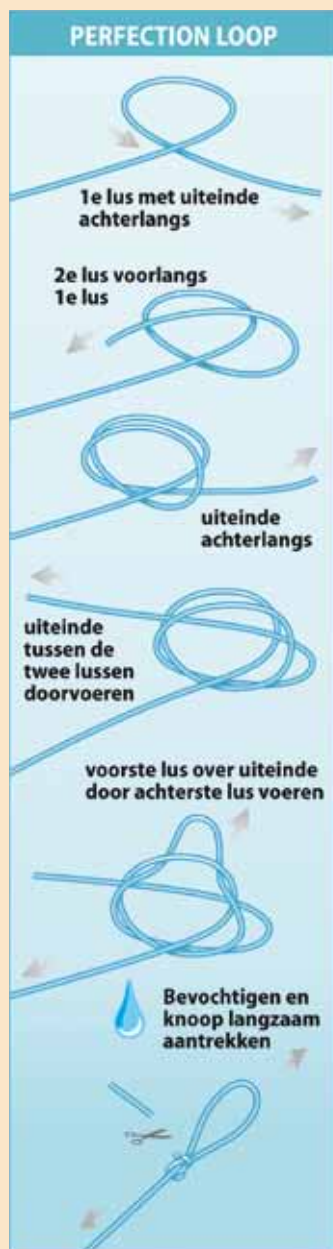 PERFECTION LOOP
1e lus met uiteinde
achterlangs
2e lus voorlangs
1e lus
uiteinde
achterlangs
uiteinde
tussen de
twee lussen
doorvoeren
voorste lus over uiteinde
door achterste lus voeren
Bevochtigen en
knoop langzaam
aantrekken